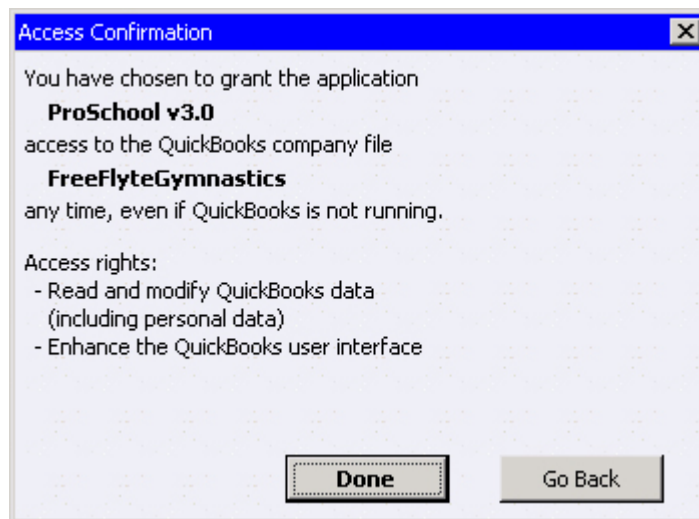 Access Confirmation
You have chosen to grant the application
ProSchool v3.0
access to the QuickBooks company file
FreeFlyteGymnastics
any time, even if QuickBooks is not running.
Access rights:
- Read and modify QuickBooks data
(including personal data)
- Enhance the QuickBooks user interface
Done
Go Back